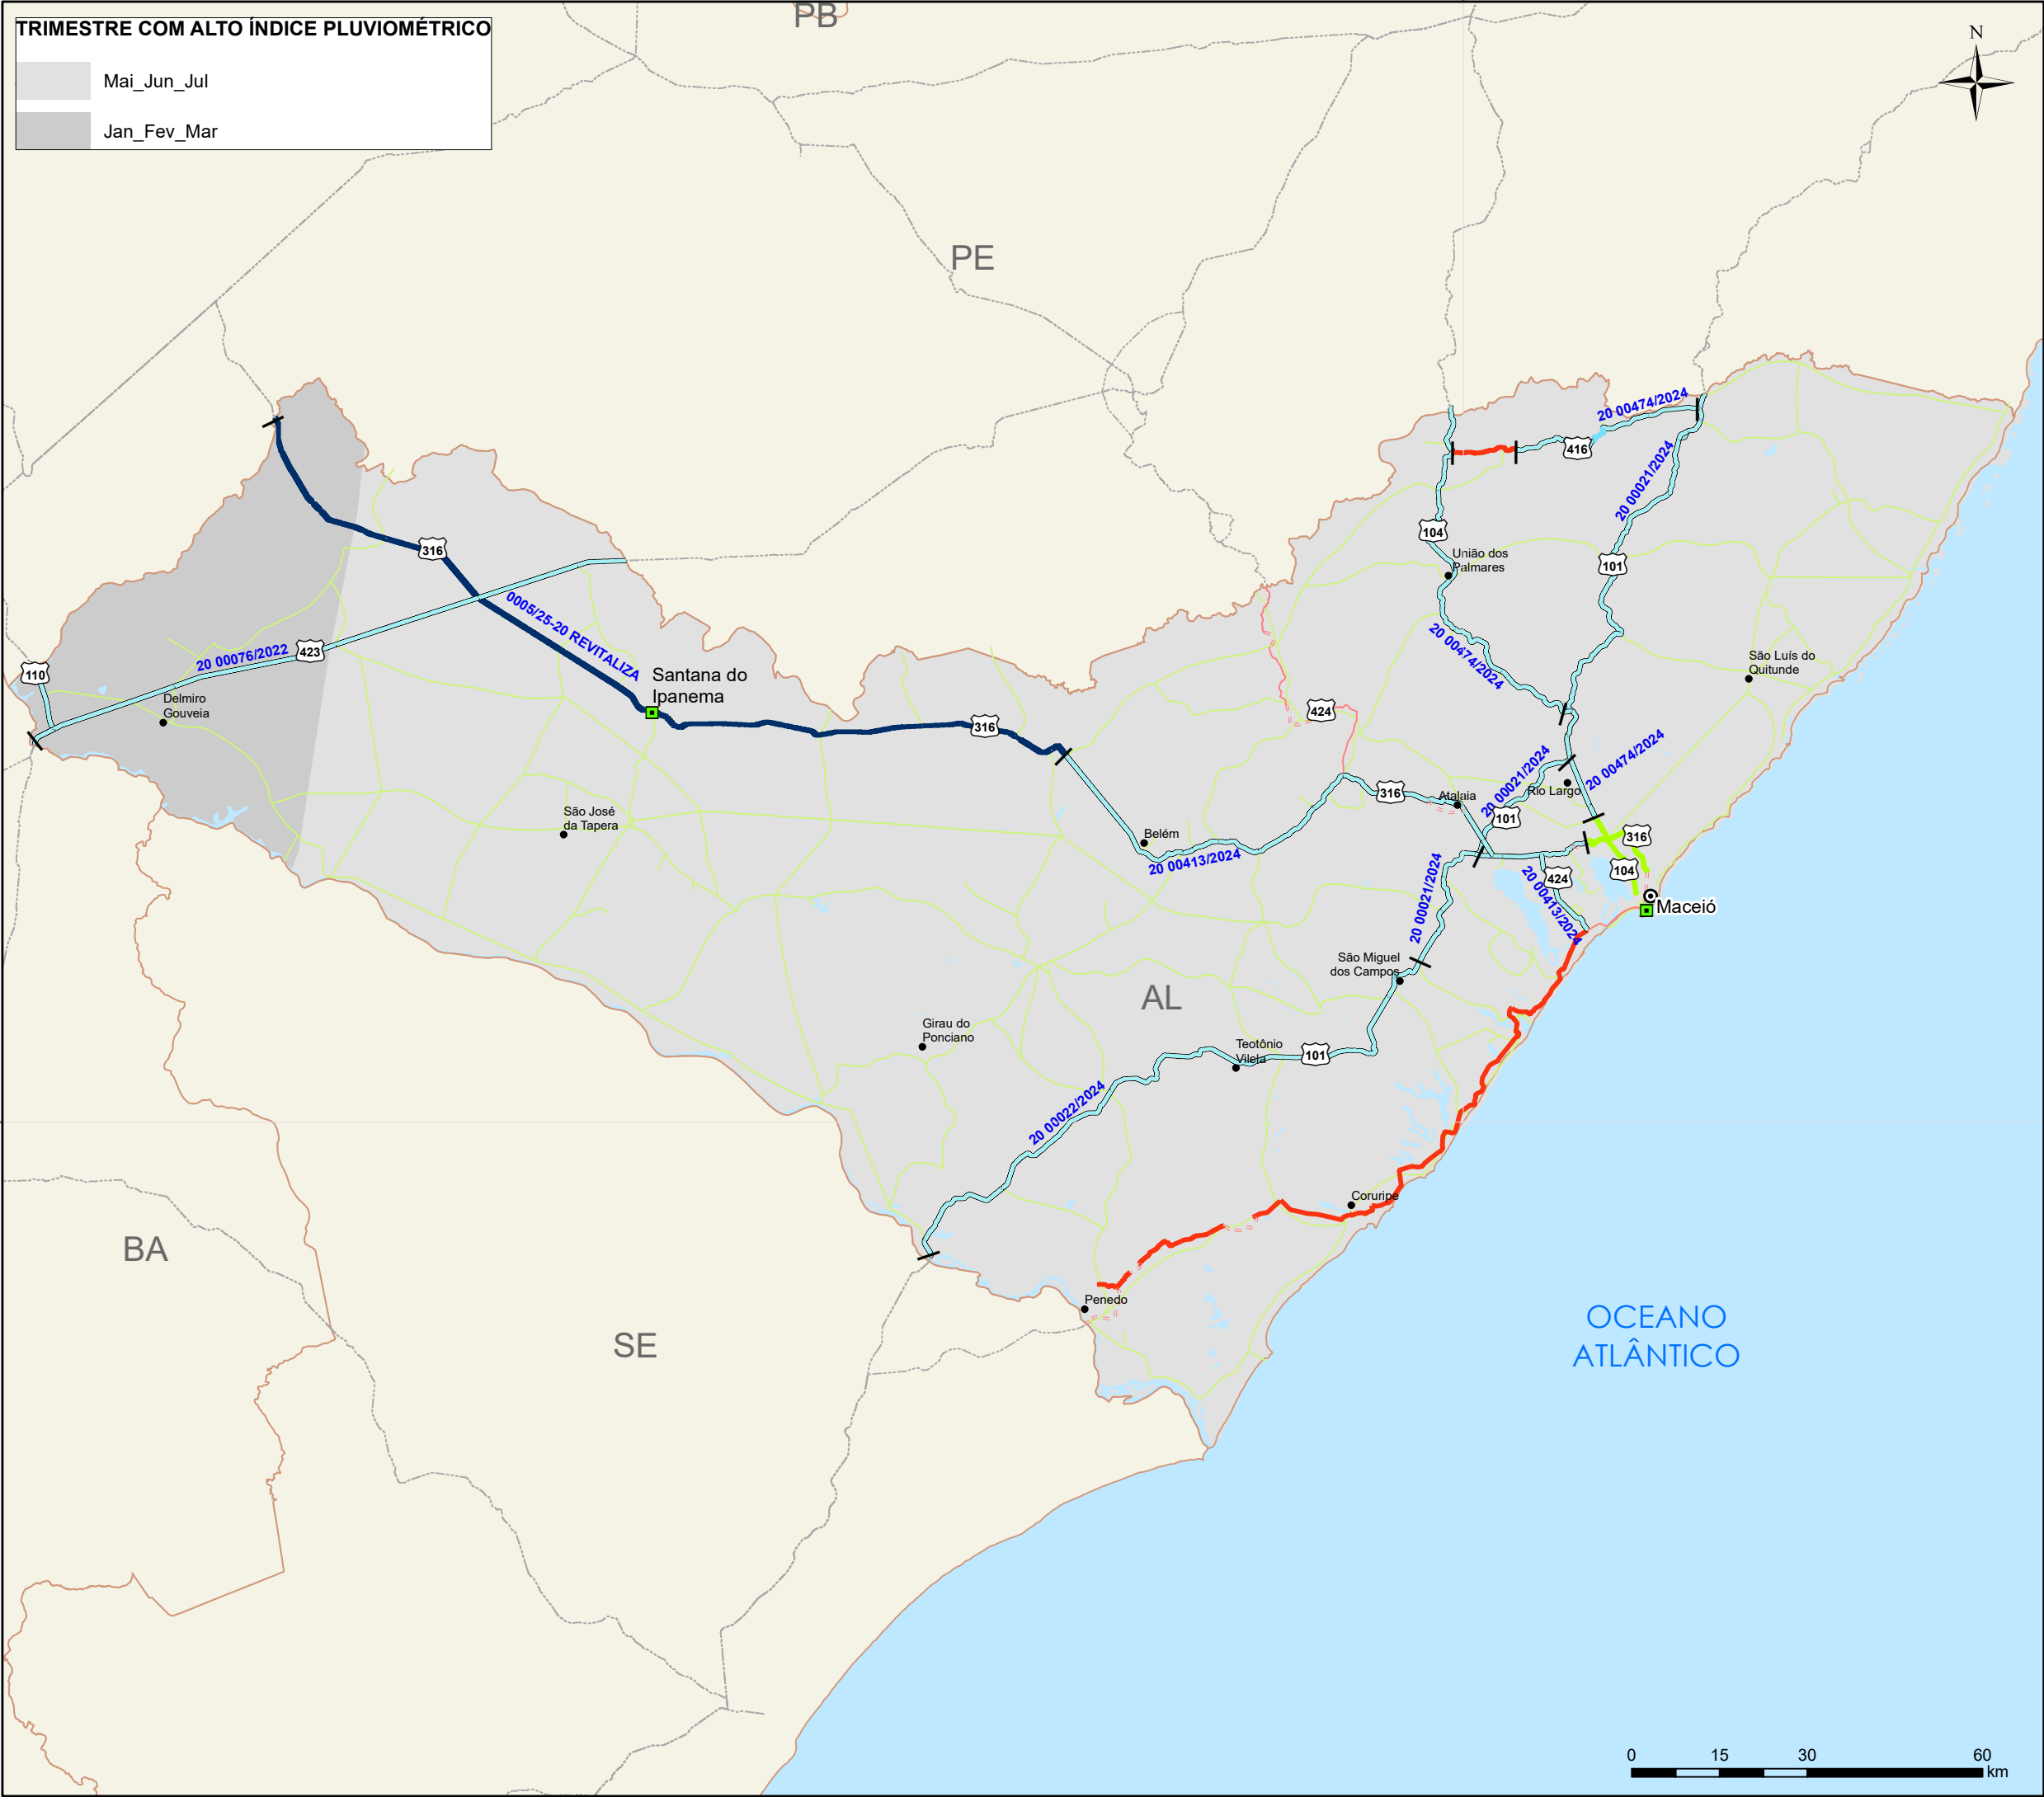 TRIMESTRE COM ALTO ÍNDICE PLUVIOMÉTRICO
Mai_Jun_Jul
Jan_Fev_Mar
PB
N
PE
20 00474/2024
416
20 00021/2024
104
União dos
Palmares
101
316
0005/25-20 REVITALIZA
20 00076/2022
423
110
Delmiro
Gouveia
Santana do
Ipanema
20 00474/2024
São Luís do
Quitunde
424
316
20 00021/2024
20 00474/2024
Rio Largo
316
Atalaia
101
São José
da Tapera
Belém
20 00413/2024
316
104
424
20 00413/2024
20 00021/2024
Maceió
São Miguel
dos Campos
AL
Girau do
Ponciano
Teotônio
Vilela
101
20 00022/2024
Coruripe
BA
Penedo
SE
OCEANO
ATLÂNTICO
0 15 30 60
km